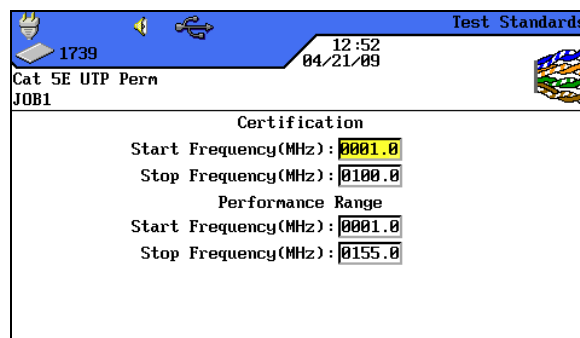 Test Standards
1739
12:52
04/21/09
Cat 5E UTP Perm
JOB1
Certification
Start Frequency(MHz): 0001.0
Stop Frequency(MHz): 0100.0
Performance Range
Start Frequency(MHz): 0001.0
Stop Frequency(MHz): 0155.0